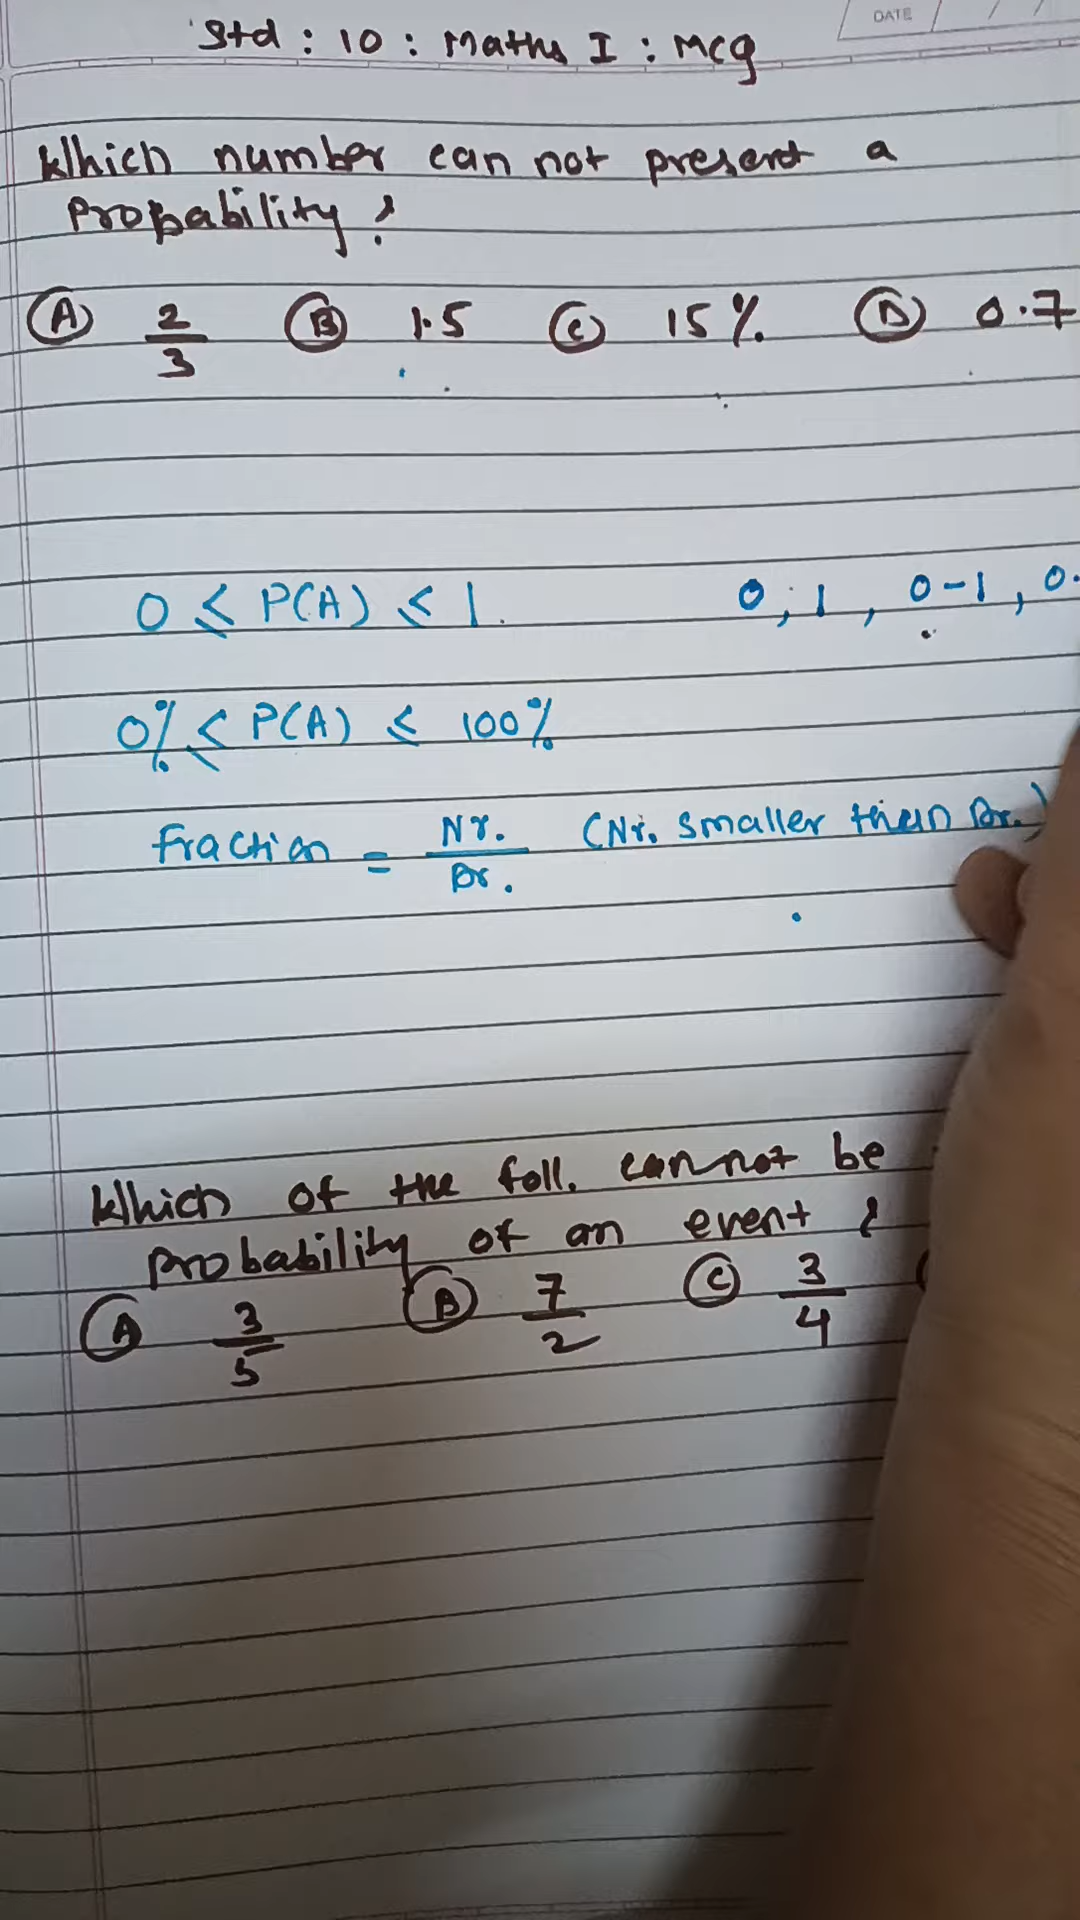 DATE
Std : 10 : Maths I : Mcq
Which number can not present a
Probability ?
(A) 2/3 (B) 1.5 (C) 15% (D) 0.7
0 ≤ P(A) ≤ 1. 0, 1, 0-1, 0.
0% ≤ P(A) ≤ 100%
Fraction = Nr./Dr. (Nr. smaller than Dr.)
Which of the foll. cannot be
Probability of an event ?
(A) 3/5 (B) 7/2 (C) 3/4